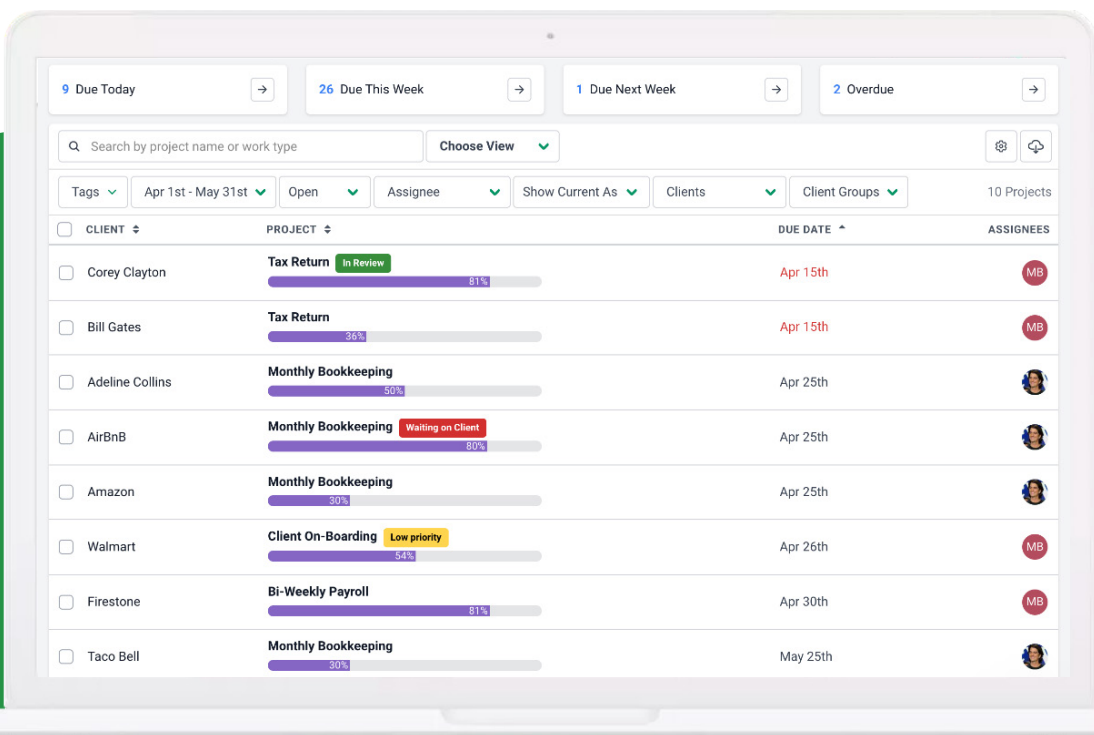 9 Due Today
26 Due This Week
1 Due Next Week
2 Overdue
Search by project name or work type
Choose View
Tags
Apr 1st - May 31st
Open
Assignee
Show Current As
Clients
Client Groups
10 Projects
CLIENT
PROJECT
DUE DATE
ASSIGNEES
Corey Clayton
Tax Return
In Review
81%
Apr 15th
MB
Bill Gates
Tax Return
36%
Apr 15th
MB
Adeline Collins
Monthly Bookkeeping
50%
Apr 25th
AirBnB
Monthly Bookkeeping
Waiting on Client
80%
Apr 25th
Amazon
Monthly Bookkeeping
30%
Apr 25th
Walmart
Client On-Boarding
Low priority
54%
Apr 26th
MB
Firestone
Bi-Weekly Payroll
81%
Apr 30th
MB
Taco Bell
Monthly Bookkeeping
30%
May 25th